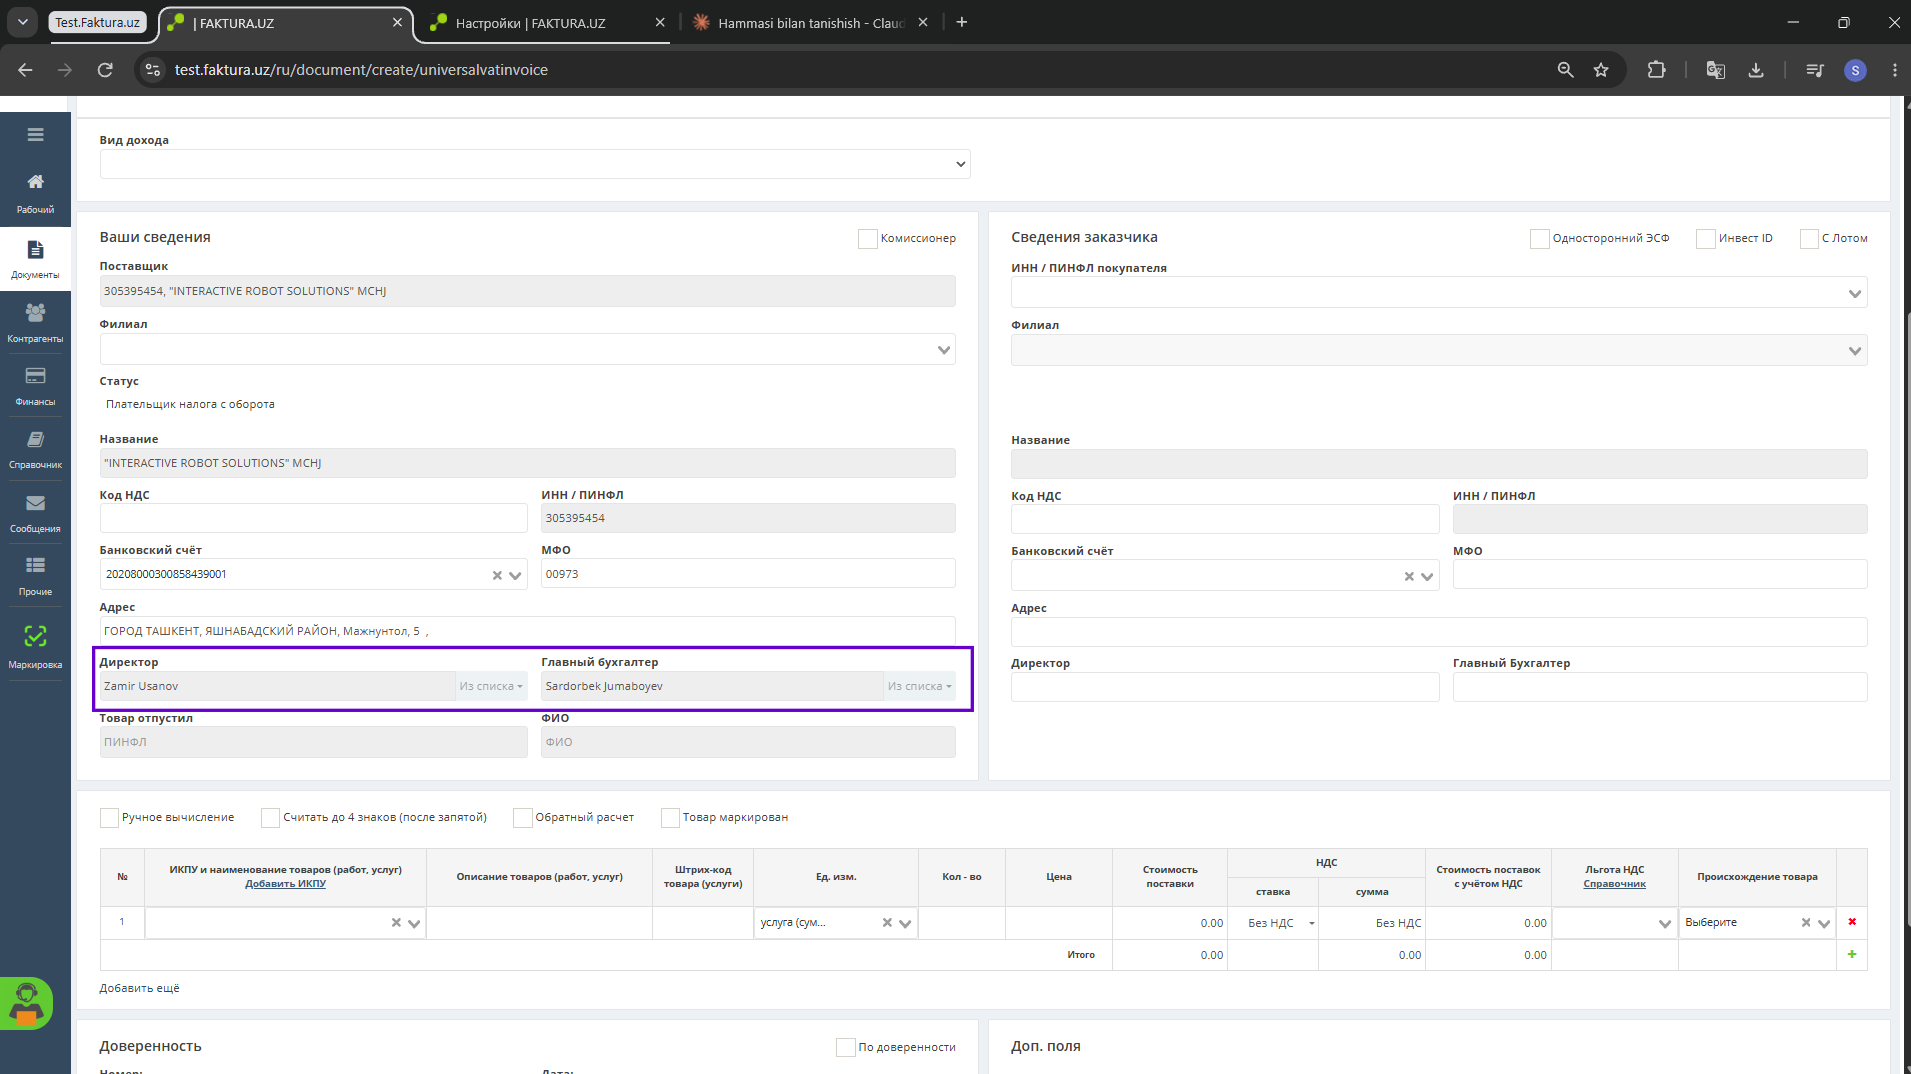 Test.Faktura.uz
| FAKTURA.UZ
Настройки | FAKTURA.UZ
Hammasi bilan tanishish - Claud
test.faktura.uz/ru/document/create/universalvatinvoice
S
Рабочий
Документы
Контрагенты
Финансы
Справочник
Сообщения
Прочие
Маркировка
Вид дохода
Ваши сведения
Комиссионер
Поставщик
305395454, "INTERACTIVE ROBOT SOLUTIONS" MCHJ
Филиал
Статус
Плательщик налога с оборота
Название
"INTERACTIVE ROBOT SOLUTIONS" MCHJ
Код НДС
ИНН / ПИНФЛ
305395454
Банковский счёт
МФО
20208000300858439001
00973
Адрес
ГОРОД ТАШКЕНТ, ЯШНАБАДСКИЙ РАЙОН, Мажнунтол, 5 ,
Директор
Главный бухгалтер
Zamir Usanov
Из списка
Sardorbek Jumaboyev
Из списка
Товар отпустил
ФИО
ПИНФЛ
ФИО
Сведения заказчика
Односторонний ЭСФ
Инвест ID
С Лотом
ИНН / ПИНФЛ покупателя
Филиал
Название
Код НДС
ИНН / ПИНФЛ
Банковский счёт
МФО
Адрес
Директор
Главный Бухгалтер
Ручное вычисление
Считать до 4 знаков (после запятой)
Обратный расчет
Товар маркирован
№
ИКПУ и наименование товаров (работ, услуг)
Добавить ИКПУ
Описание товаров (работ, услуг)
Штрих-код
товара (услуги)
Ед. изм.
Кол - во
Цена
Стоимость
поставки
НДС
ставка
сумма
Стоимость поставок
с учётом НДС
Льгота НДС
Справочник
Происхождение товара
1
услуга (сум...
0.00
Без НДС
Без НДС
0.00
Выберите
Итого
0.00
0.00
0.00
Добавить ещё
Доверенность
По доверенности
Номер:
Дата:
Доп. поля